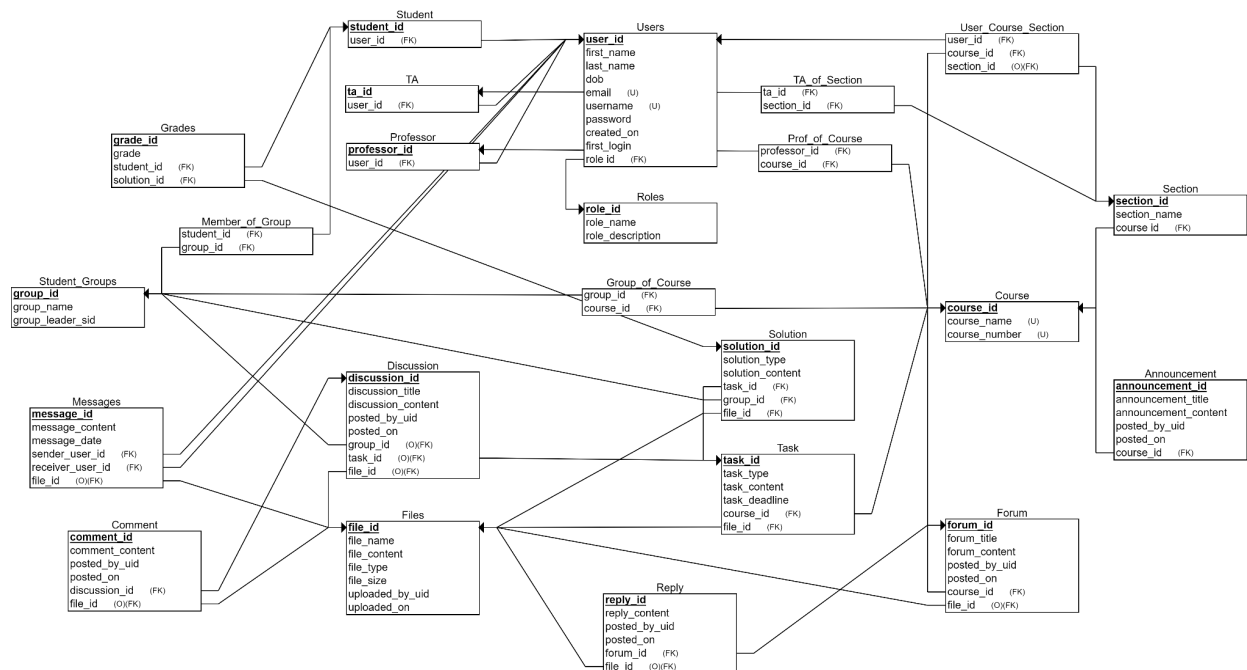 Student
student_id
user_id (FK)
TA
ta_id
user_id (FK)
Professor
professor_id
user_id (FK)
Users
user_id
first_name
last_name
dob
email (U)
username (U)
password
created_on
first_login
role id (FK)
User_Course_Section
user_id (FK)
course_id (FK)
section_id (O)(FK)
TA_of_Section
ta_id (FK)
section_id (FK)
Prof_of_Course
professor_id (FK)
course_id (FK)
Grades
grade_id
grade
student_id (FK)
solution_id (FK)
Roles
role_id
role_name
role_description
Section
section_id
section_name
course id (FK)
Member_of_Group
student_id (FK)
group_id (FK)
Student_Groups
group_id
group_name
group_leader_sid
Group_of_Course
group_id (FK)
course_id (FK)
Course
course_id
course_name (U)
course_number (U)
Solution
solution_id
solution_type
solution_content
task_id (FK)
group_id (FK)
file_id (FK)
Discussion
discussion_id
discussion_title
discussion_content
posted_by_uid
posted_on
group_id (O)(FK)
task_id (O)(FK)
file_id (O)(FK)
Announcement
announcement_id
announcement_title
announcement_content
posted_by_uid
posted_on
course_id (FK)
Messages
message_id
message_content
message_date
sender_user_id (FK)
receiver_user_id (FK)
file_id (O)(FK)
Task
task_id
task_type
task_content
task_deadline
course_id (FK)
file_id (FK)
Comment
comment_id
comment_content
posted_by_uid
posted_on
discussion_id (FK)
file_id (O)(FK)
Files
file_id
file_name
file_content
file_type
file_size
uploaded_by_uid
uploaded_on
Forum
forum_id
forum_title
forum_content
posted_by_uid
posted_on
course_id (FK)
file_id (O)(FK)
Reply
reply_id
reply_content
posted_by_uid
posted_on
forum_id (FK)
file_id (O)(FK)